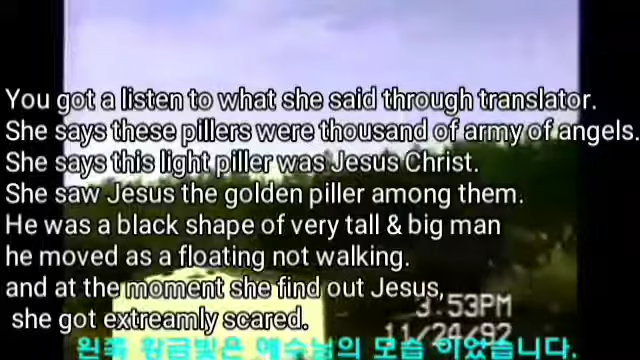 You got a listen to what she said through translator.
She says these pillers were thousand of army of angels.
She says this light piller was Jesus Christ.
She saw Jesus the golden piller among them.
He was a black shape of very tall & big man
he moved as a floating not walking.
and at the moment she find out Jesus,
she got extreamly scared.
3:53PM
11/24/92
왼쪽 황금빛은 예수님의 모습 이었습니다.